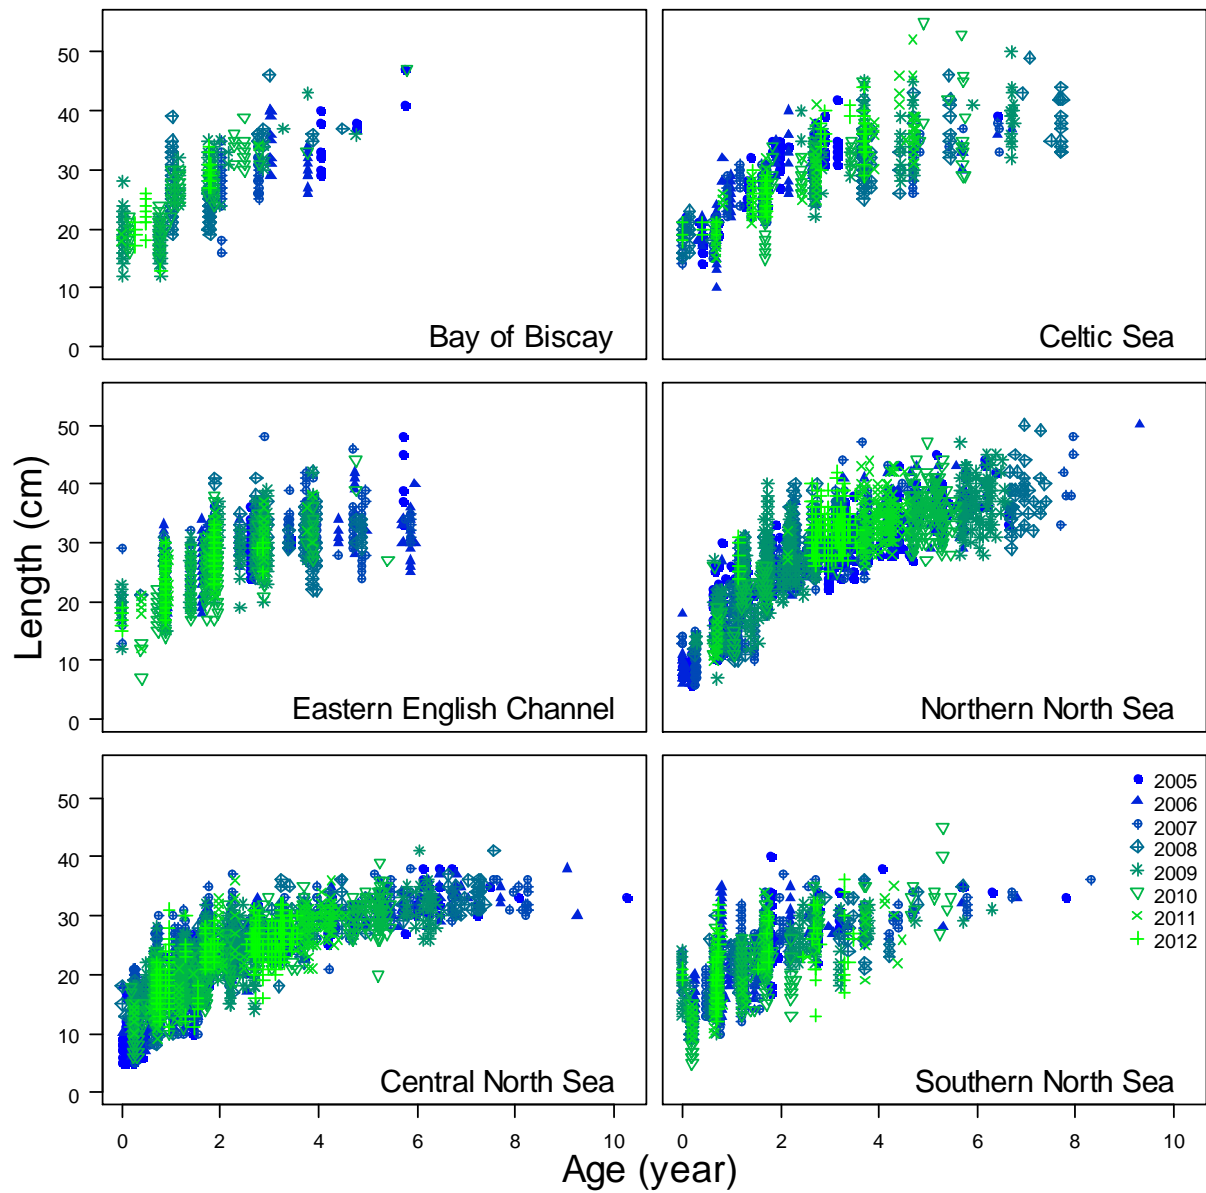 50
40
30
20
10
0
Bay of Biscay
Celtic Sea
50
40
30
20
10
0
Length (cm)
Eastern English Channel
Northern North Sea
50
40
30
20
10
0
Central North Sea
2005
2006
2007
2008
2009
2010
2011
2012
Southern North Sea
0 2 4 6 8 10
0 2 4 6 8 10
Age (year)